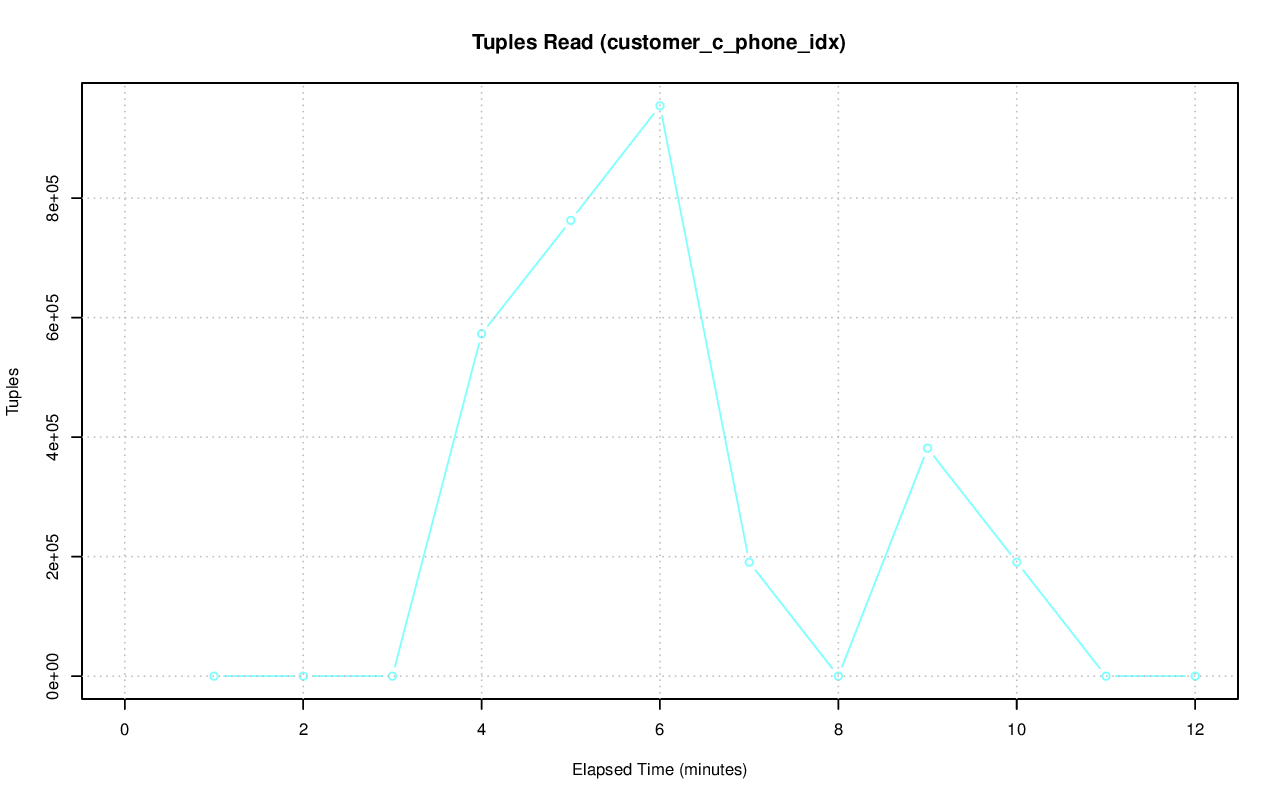 Tuples Read (customer_c_phone_idx)
Tuples
8e+05
6e+05
4e+05
2e+05
0e+00
0 2 4 6 8 10 12
Elapsed Time (minutes)